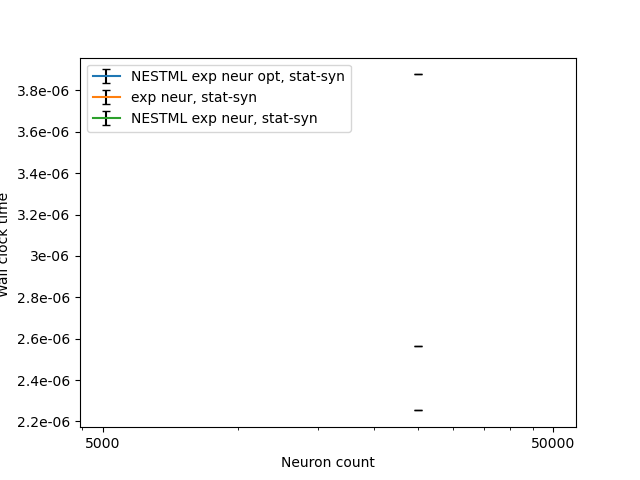 NESTML exp neur opt, stat-syn
exp neur, stat-syn
NESTML exp neur, stat-syn
3.8e-06
3.6e-06
3.4e-06
3.2e-06
3e-06
2.8e-06
2.6e-06
2.4e-06
2.2e-06
Wall clock time
5000
50000
Neuron count